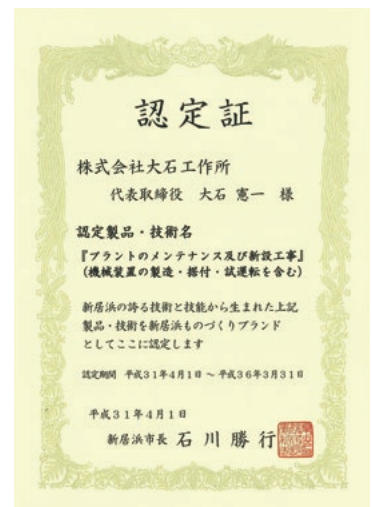 認定証
株式会社大石工作所
代表取締役 大石 憲一 様
認定製品・技術名
『プラントのメンテナンス及び新設工事』
(機械装置の製造・据付・試運転を含む)
新居浜の誇る技術と技能から生まれた上記
製品・技術を新居浜ものづくりブランド
としてここに認定します
認定期間 平成31年4月1日 ~ 平成36年3月31日
平成31年4月1日
新居浜市長 石川勝行